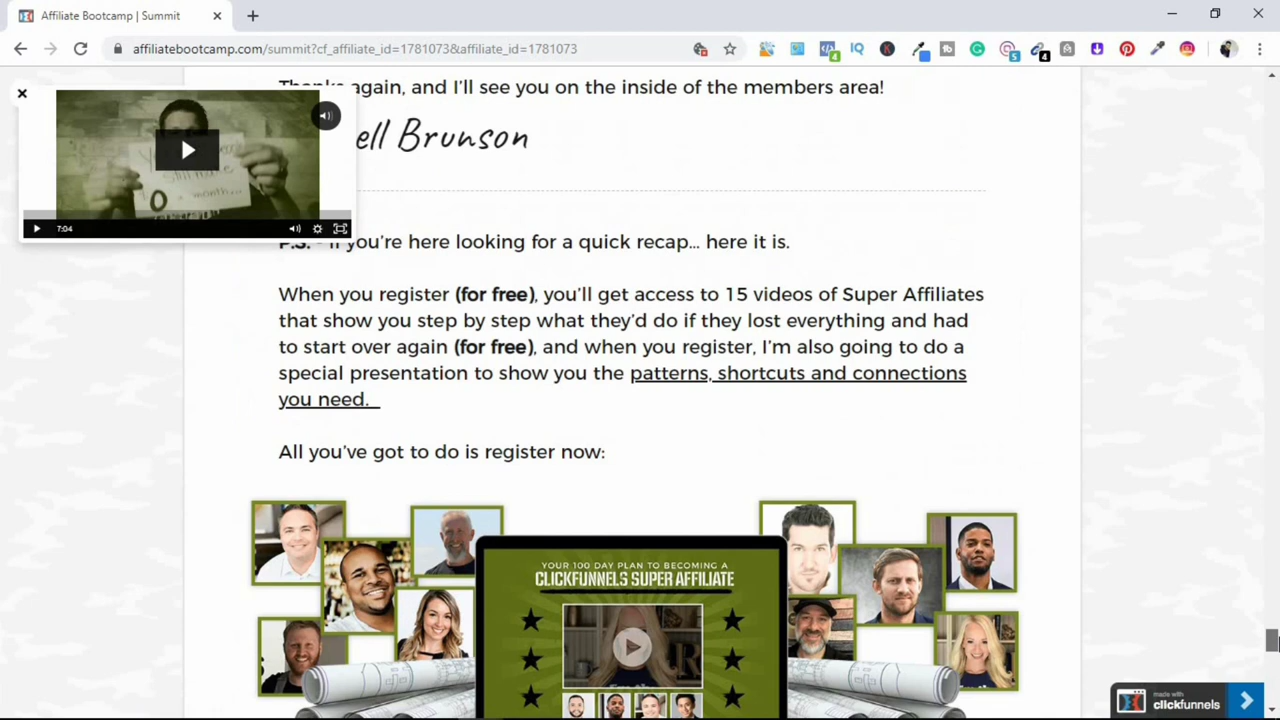 Affiliate Bootcamp | Summit
affiliatebootcamp.com/summit?cf_affiliate_id=1781073&affiliate_id=1781073
again, and I'll see you on the inside of the members area!
ell Brunson
7:04
P.S. - If you're here looking for a quick recap... here it is.
When you register (for free), you'll get access to 15 videos of Super Affiliates
that show you step by step what they'd do if they lost everything and had
to start over again (for free), and when you register, I'm also going to do a
special presentation to show you the patterns, shortcuts and connections
you need.
All you've got to do is register now:
YOUR 100 DAY PLAN TO BECOMING A
CLICKFUNNELS SUPER AFFILIATE
made with
clickfunnels